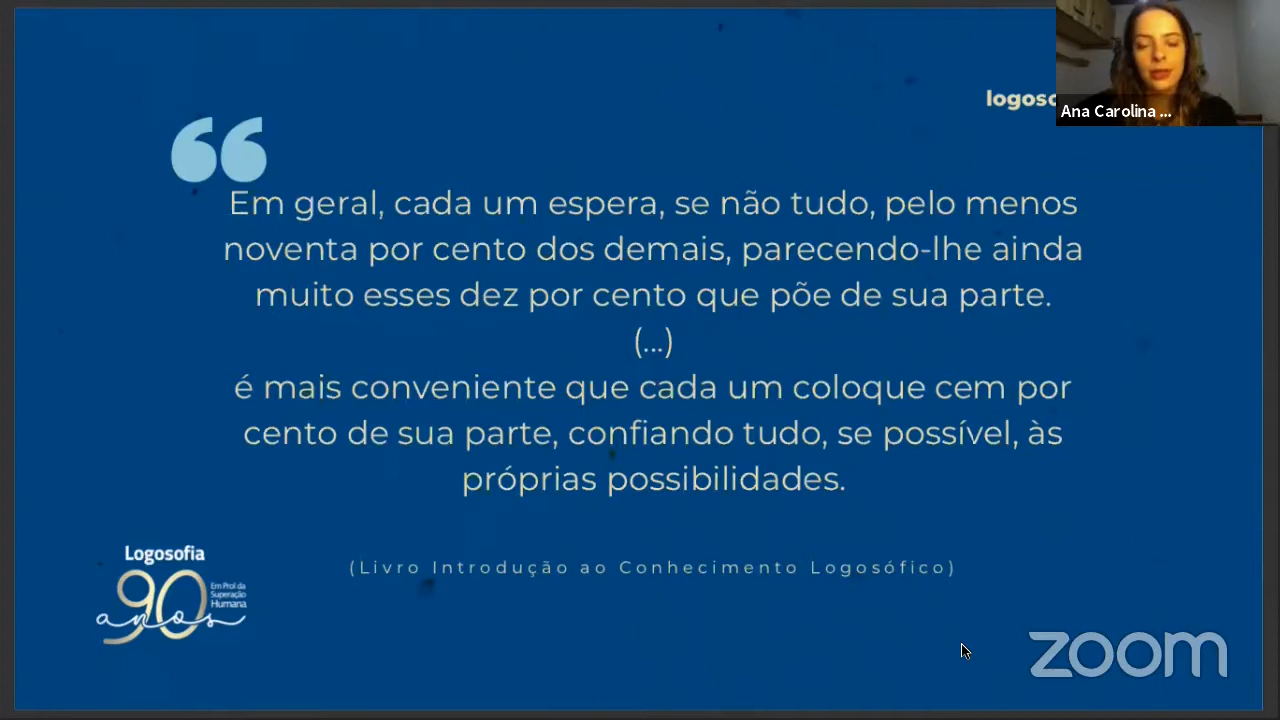 logoso
Ana Carolina ...
Em geral, cada um espera, se não tudo, pelo menos
noventa por cento dos demais, parecendo-lhe ainda
muito esses dez por cento que põe de sua parte.
(...)
é mais conveniente que cada um coloque cem por
cento de sua parte, confiando tudo, se possível, às
próprias possibilidades.
(Livro Introdução ao Conhecimento Logosófico)
Logosofia
90
anos
Em Prol da
Superação
Humana
zoom